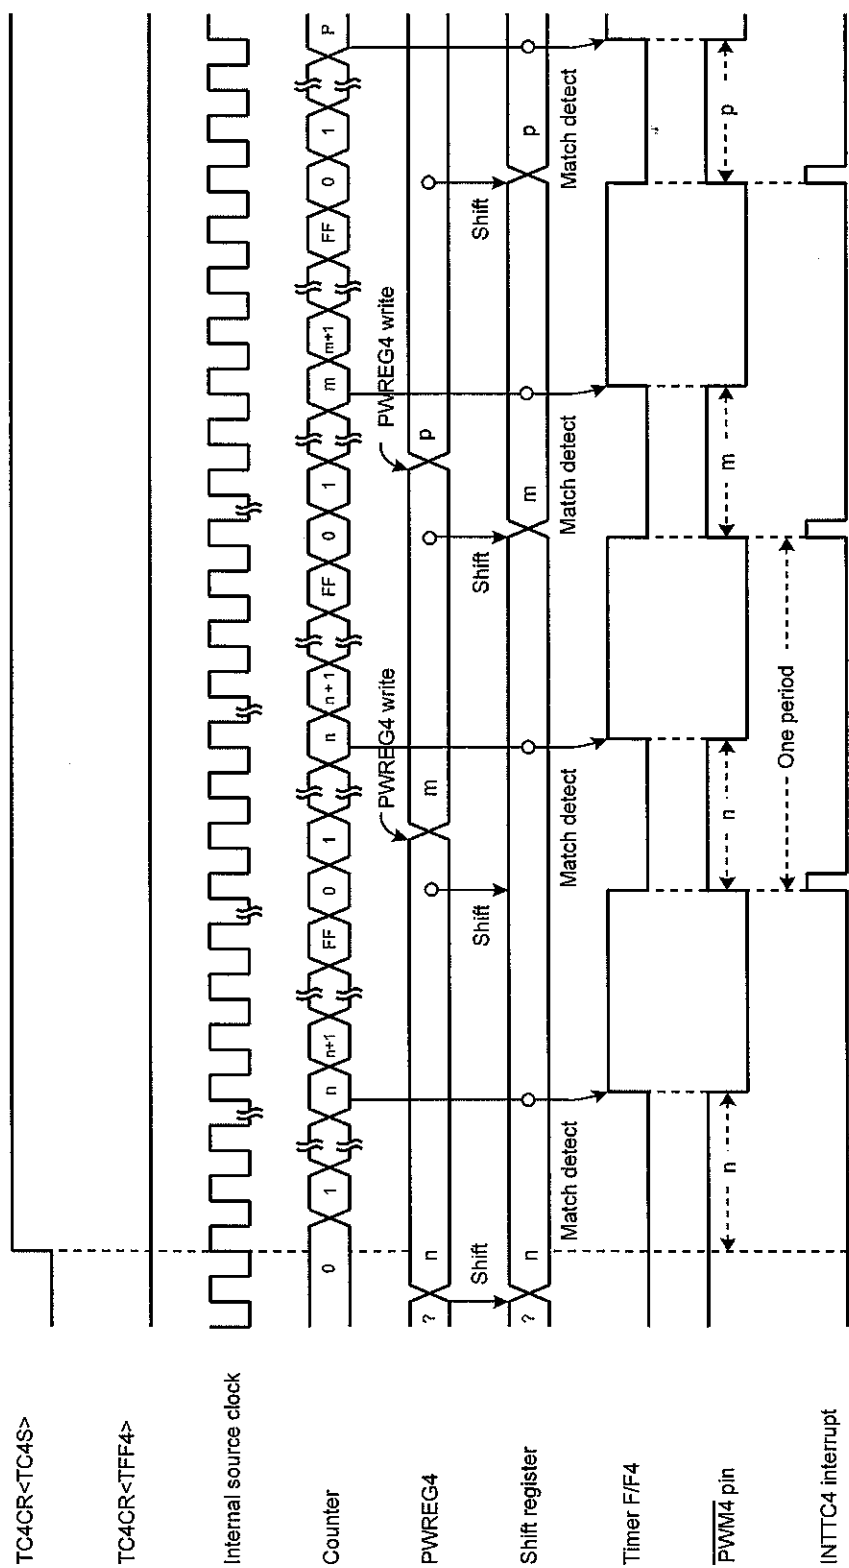 TC4CR<TC4S>
TC4CR<TFF4>
Internal source clock
Counter
0 1 n n+1 FF 0 1 n n+1 FF 0 1 m m+1 FF 0 1 P
PWREG4
? n m p
PWREG4 write
PWREG4 write
Shift
Shift
Shift
Shift
Shift register
? n m p
Match detect
Match detect
Match detect
Match detect
Timer F/F4
PWM4 pin
n n m p
One period
INTTC4 interrupt